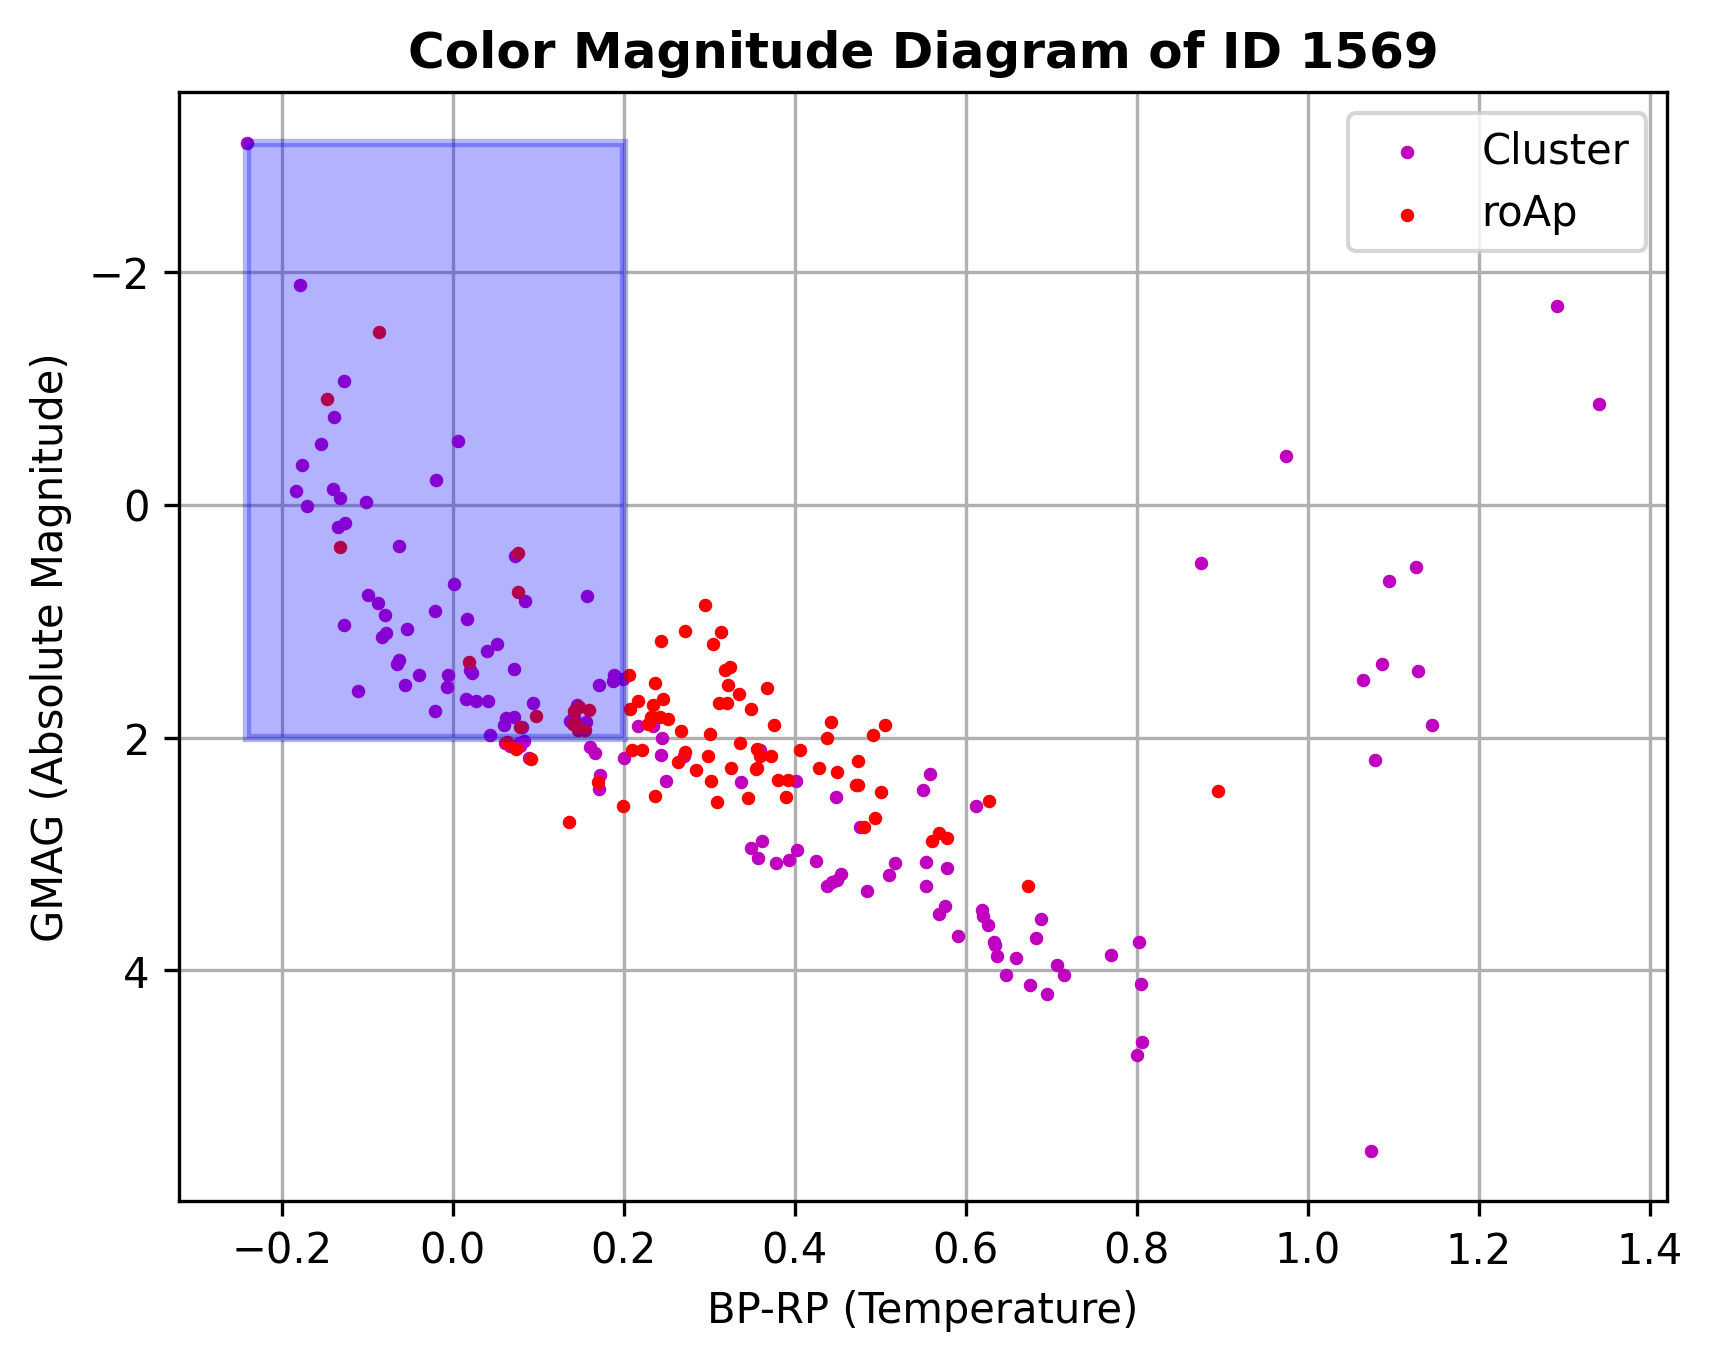 Color Magnitude Diagram of ID 1569
Cluster
roAp
GMAG (Absolute Magnitude)
−2
0
2
4
−0.2 0.0 0.2 0.4 0.6 0.8 1.0 1.2 1.4
BP-RP (Temperature)